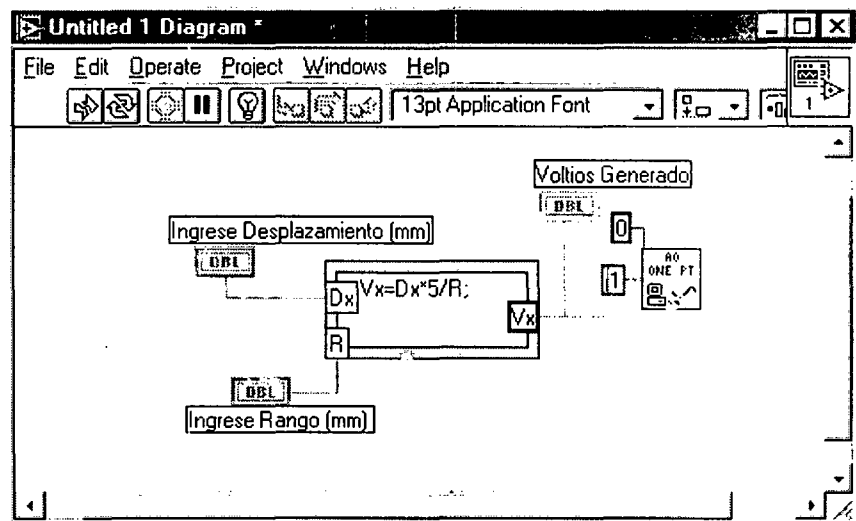 Untitled 1 Diagram *
File Edit Operate Project Windows Help
13pt Application Font
1
Voltios Generado
DBL
Ingrese Desplazamiento (mm)
DBL
0
AO
ONE PT
1
Dx
Vx=Dx*5/R;
Vx
R
DBL
Ingrese Rango (mm)